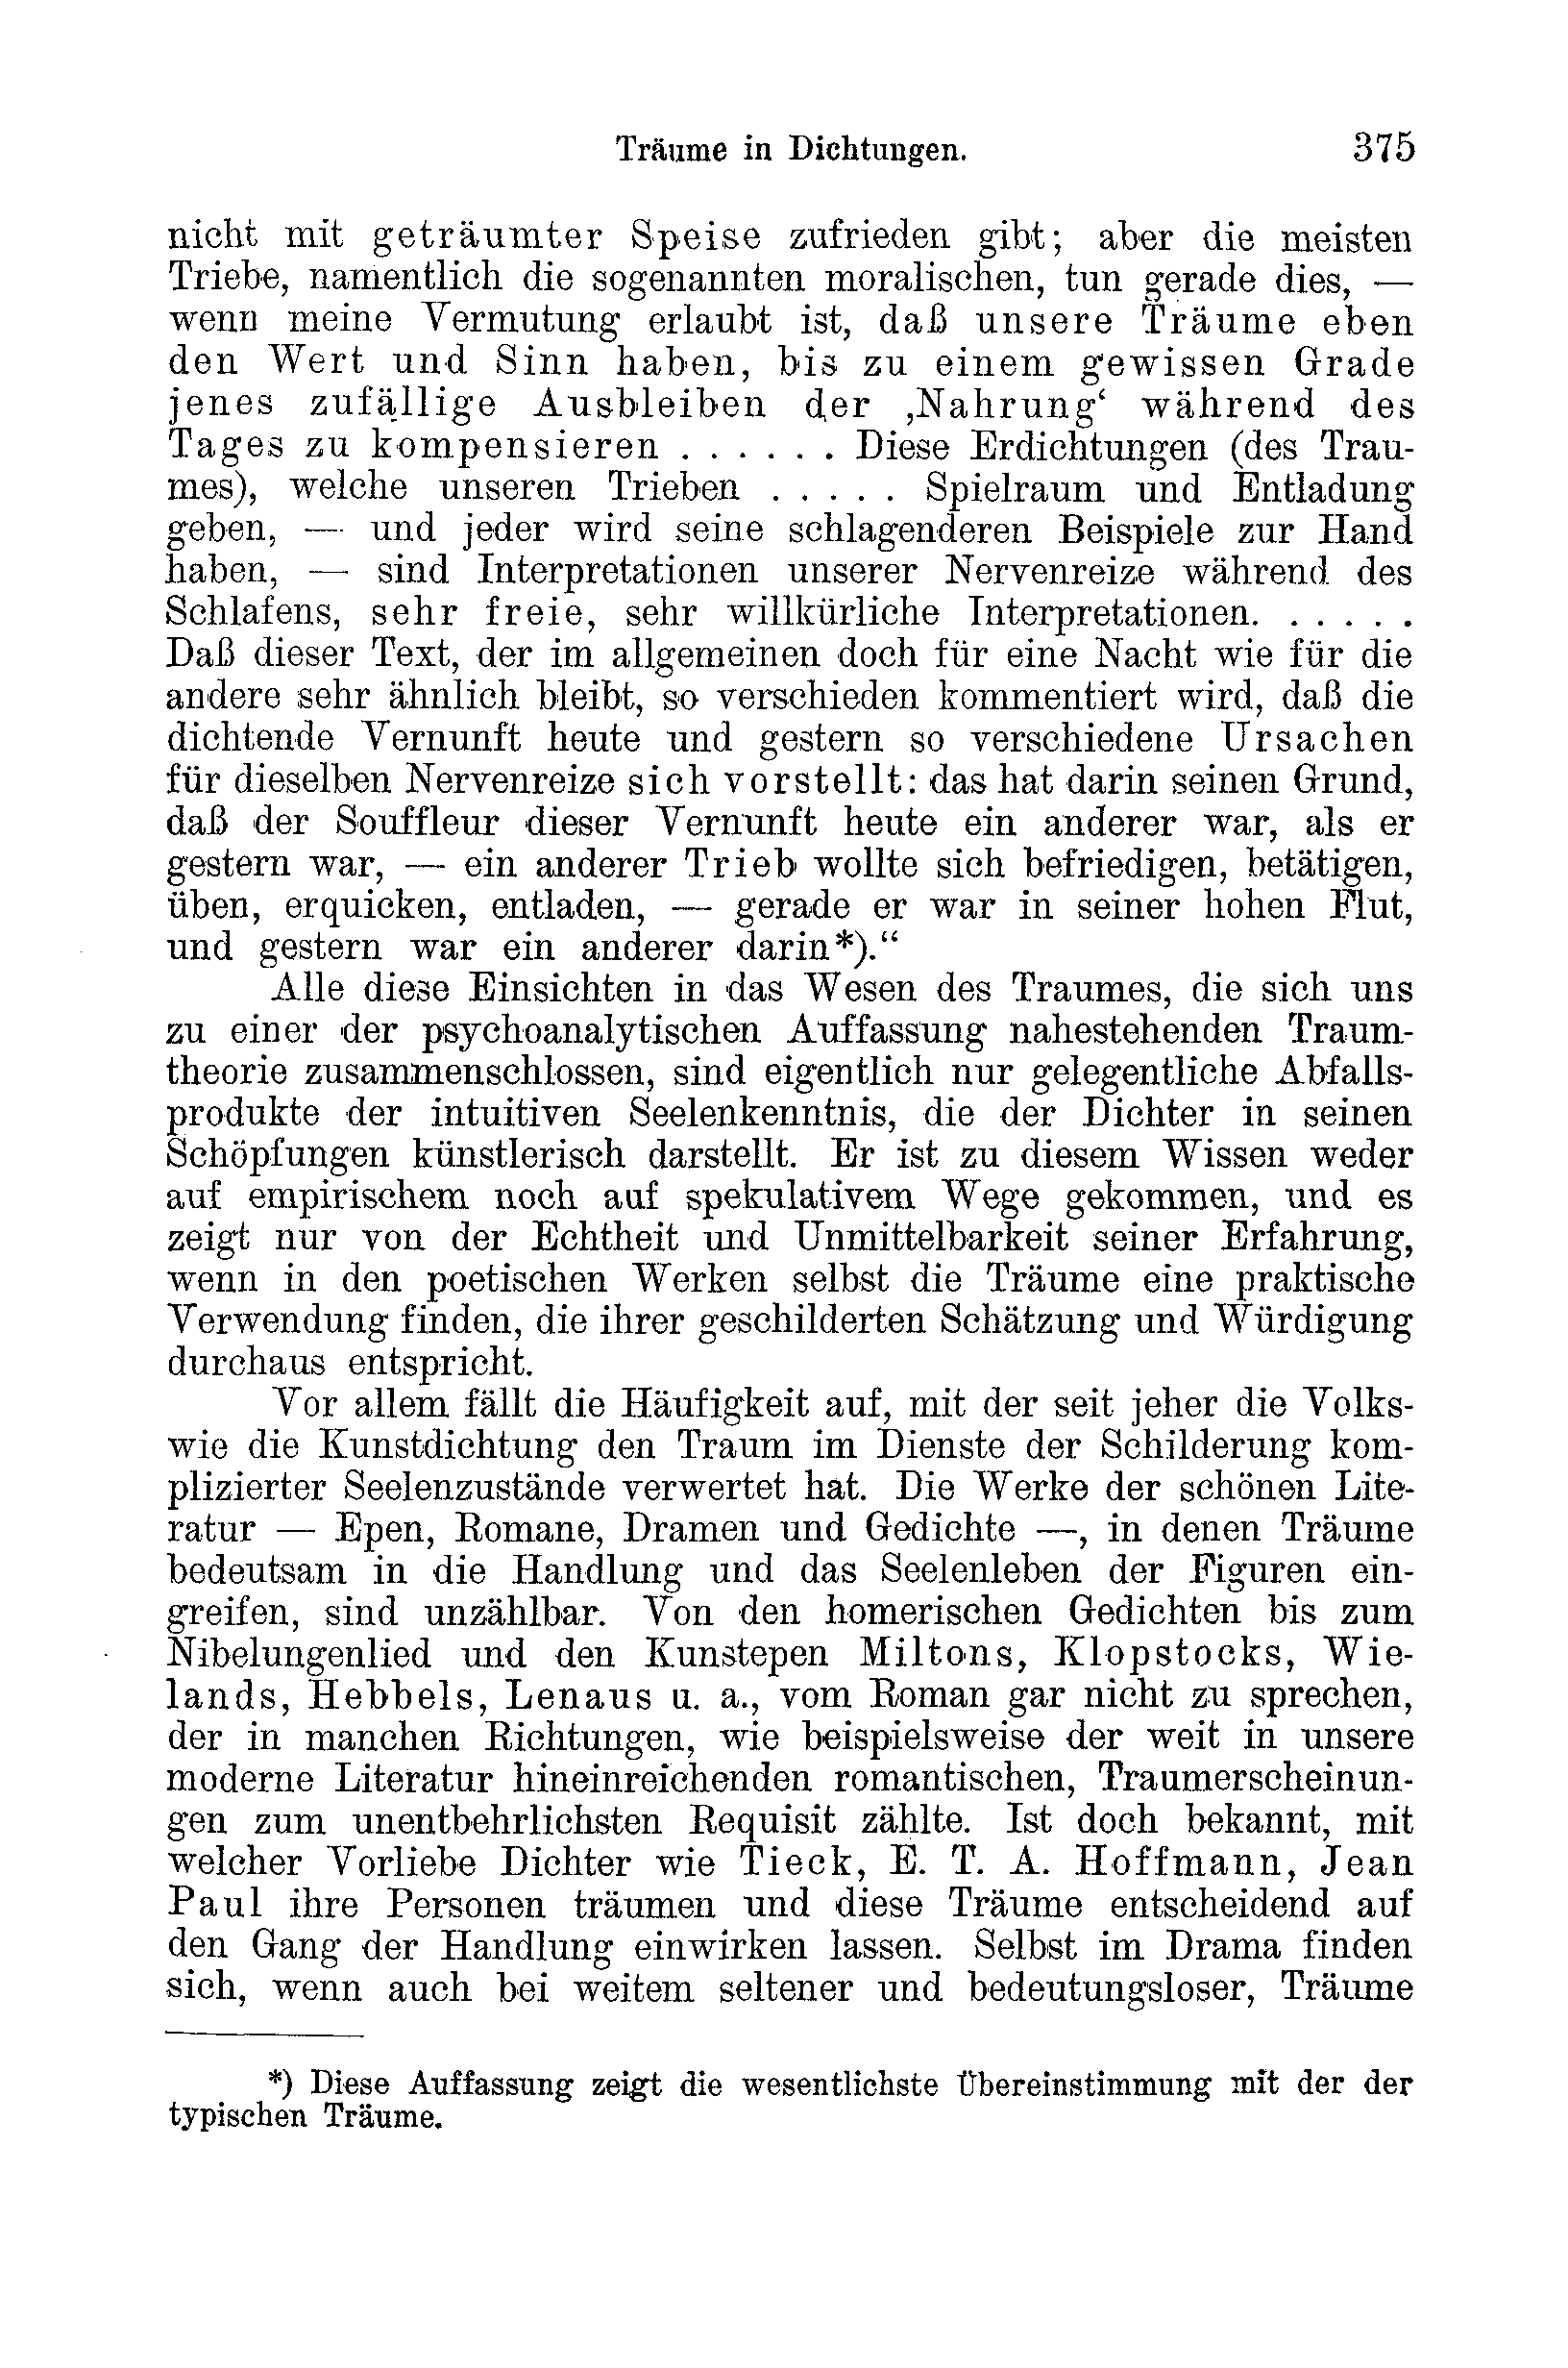 Träume in Dichtungen. 375
nicht mit geträumter Speise zufrieden gibt; aber die meisten
Triebe, namentlich die sogenannten moralischen, tun gerade dies, —
wenn meine Vermutung erlaubt ist, daß unsere Träume eben
den Wert und Sinn haben, bis zu einem gewissen Grade
jenes zufällige Ausbleiben der ‚Nahrung‘ während des
Tages zu kompensieren . . . . . . Diese Erdichtungen (des Trau-
mes), welche unseren Trieben . . . . . Spielraum und Entladung
geben, — und jeder wird seine schlagenderen Beispiele zur Hand
haben, — sind Interpretationen unserer Nervenreize während des
Schlafens, sehr freie, sehr willkürliche Interpretationen. . . . . .
Daß dieser Text, der im allgemeinen doch für eine Nacht wie für die
andere sehr ähnlich bleibt, so verschieden kommentiert wird, daß die
dichtende Vernunft heute und gestern so verschiedene Ursachen
für dieselben Nervenreize sich vorstellt: das hat darin seinen Grund,
daß der Souffleur dieser Vernunft heute ein anderer war, als er
gestern war, — ein anderer Trieb wollte sich befriedigen, betätigen,
üben, erquicken, entladen, — gerade er war in seiner hohen Flut,
und gestern war ein anderer darin*).“
Alle diese Einsichten in das Wesen des Traumes, die sich uns
zu einer der psychoanalytischen Auffassung nahestehenden Traum-
theorie zusammenschlossen, sind eigentlich nur gelegentliche Abfalls-
produkte der intuitiven Seelenkenntnis, die der Dichter in seinen
Schöpfungen künstlerisch darstellt. Er ist zu diesem Wissen weder
auf empirischem noch auf spekulativem Wege gekommen, und es
zeigt nur von der Echtheit und Unmittelbarkeit seiner Erfahrung,
wenn in den poetischen Werken selbst die Träume eine praktische
Verwendung finden, die ihrer geschilderten Schätzung und Würdigung
durchaus entspricht.
Vor allem fällt die Häufigkeit auf, mit der seit jeher die Volks-
wie die Kunstdichtung den Traum im Dienste der Schilderung kom-
plizierter Seelenzustände verwertet hat. Die Werke der schönen Lite-
ratur — Epen, Romane, Dramen und Gedichte —, in denen Träume
bedeutsam in die Handlung und das Seelenleben der Figuren ein-
greifen, sind unzählbar. Von den homerischen Gedichten bis zum
Nibelungenlied und den Kunstepen Miltons, Klopstocks, Wie-
lands, Hebbels, Lenaus u. a., vom Roman gar nicht zu sprechen,
der in manchen Richtungen, wie beispielsweise der weit in unsere
moderne Literatur hineinreichenden romantischen, Traumerscheinun-
gen zum unentbehrlichsten Requisit zählte. Ist doch bekannt, mit
welcher Vorliebe Dichter wie Tieck, E. T. A. Hoffmann, Jean
Paul ihre Personen träumen und diese Träume entscheidend auf
den Gang der Handlung einwirken lassen. Selbst im Drama finden
sich, wenn auch bei weitem seltener und bedeutungsloser, Träume
*) Diese Auffassung zeigt die wesentlichste Übereinstimmung mit der der
typischen Träume.